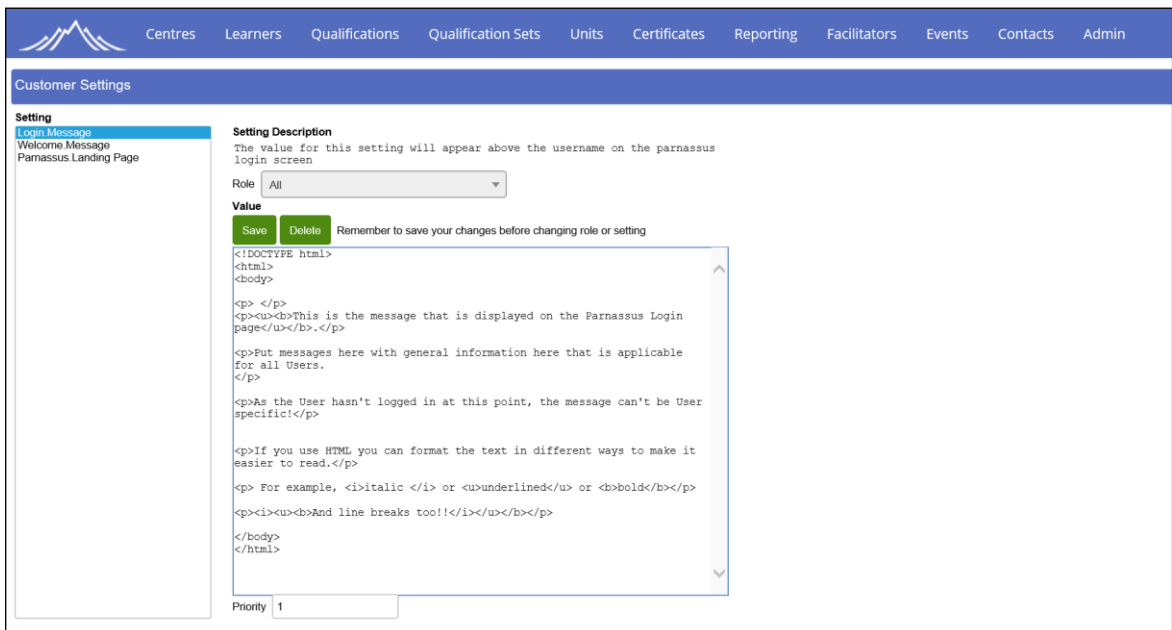 Centres Learners Qualifications Qualification Sets Units Certificates Reporting Facilitators Events Contacts Admin
Customer Settings
Setting
Login.Message
Welcome.Message
Parnassus.Landing Page
Setting Description
The value for this setting will appear above the username on the parnassus
login screen
Role All
Value
Save Delete Remember to save your changes before changing role or setting
<!DOCTYPE html>
<html>
<body>
<p> </p>
<p><u><b>This is the message that is displayed on the Parnassus Login
page</u></b>.</p>
<p>Put messages here with general information here that is applicable
for all Users.
</p>
<p>As the User hasn't logged in at this point, the message can't be User
specific!</p>
<p>If you use HTML you can format the text in different ways to make it
easier to read.</p>
<p> For example, <i>italic </i> or <u>underlined</u> or <b>bold</b></p>
<p><i><u><b>And line breaks too!!</i></u></b></p>
</body>
</html>
Priority 1